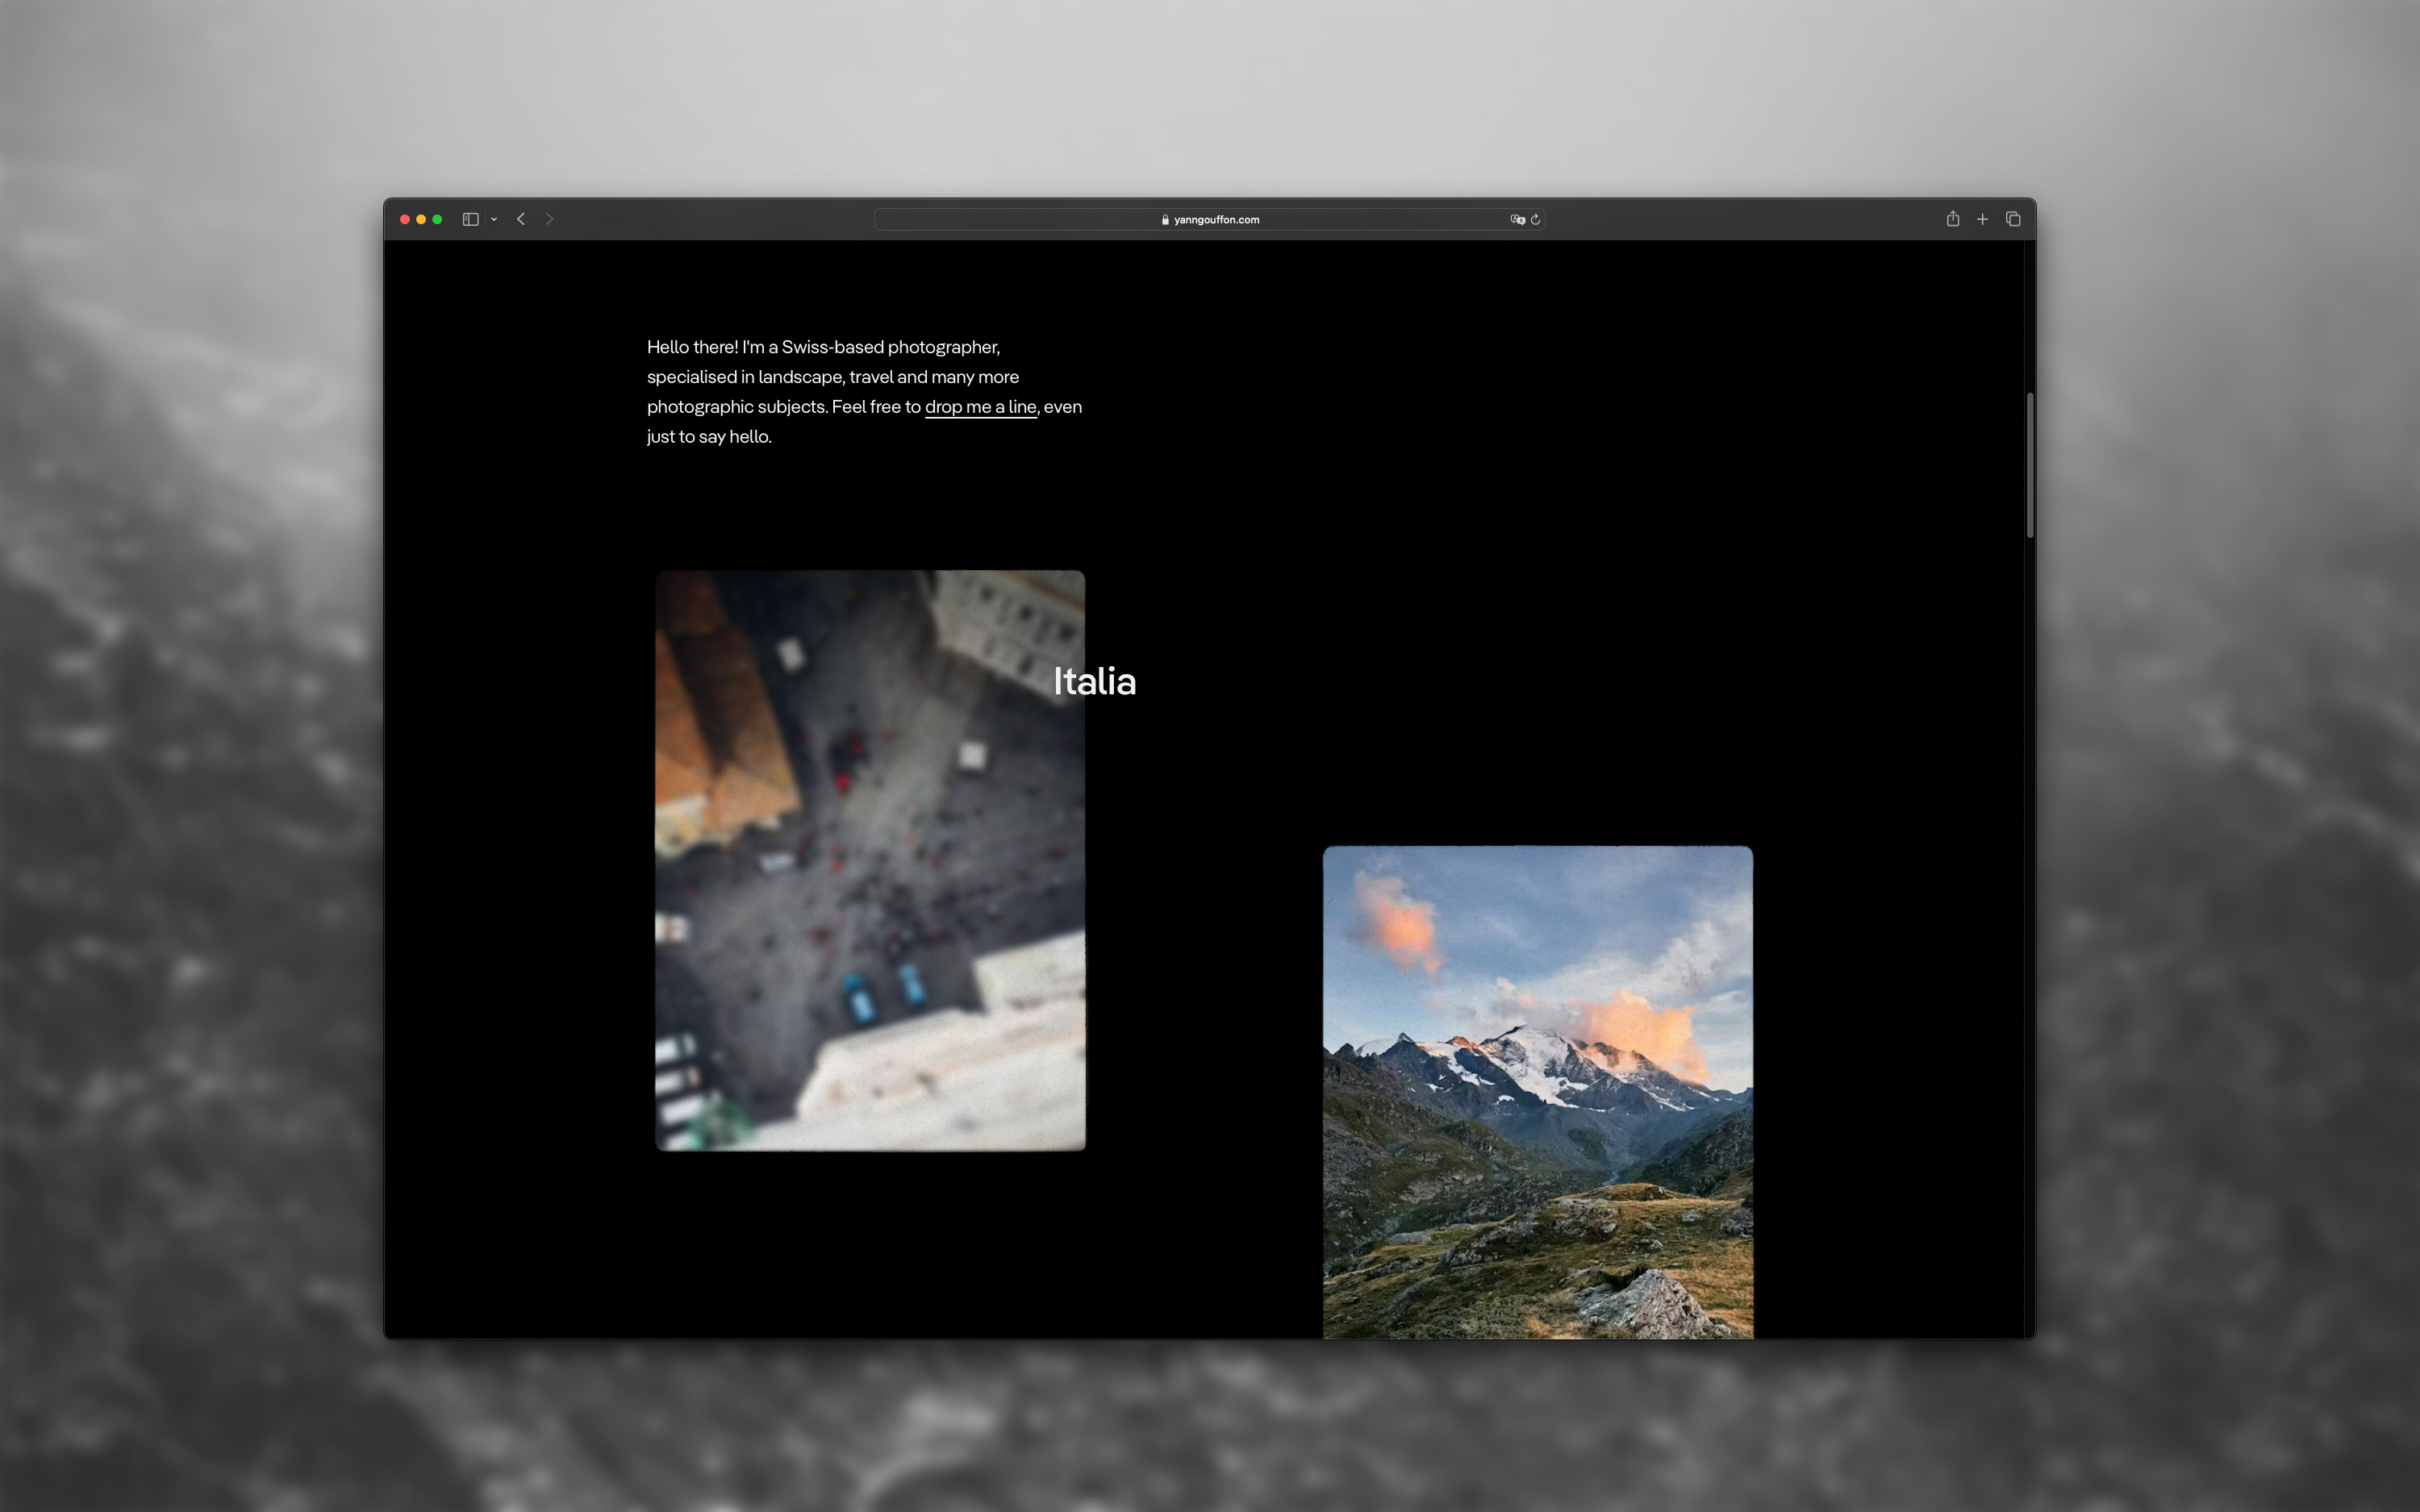 yanngouffon.com
Hello there! I'm a Swiss-based photographer,
specialised in landscape, travel and many more
photographic subjects. Feel free to drop me a line, even
just to say hello.
Italia